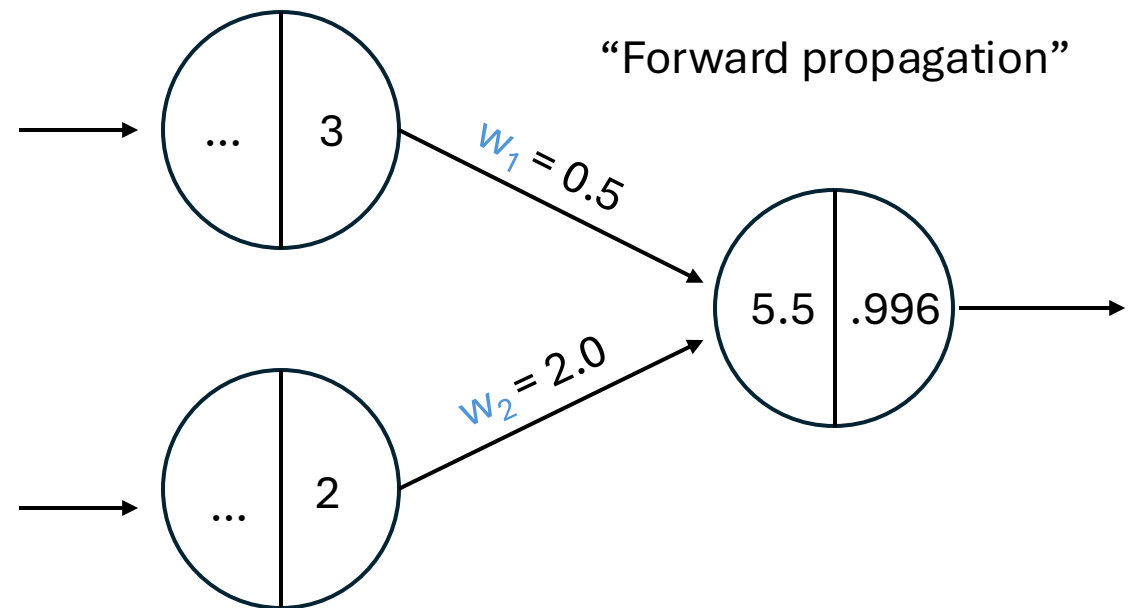 “Forward propagation”
... 3
w1 = 0.5
5.5 .996
w2 = 2.0
... 2